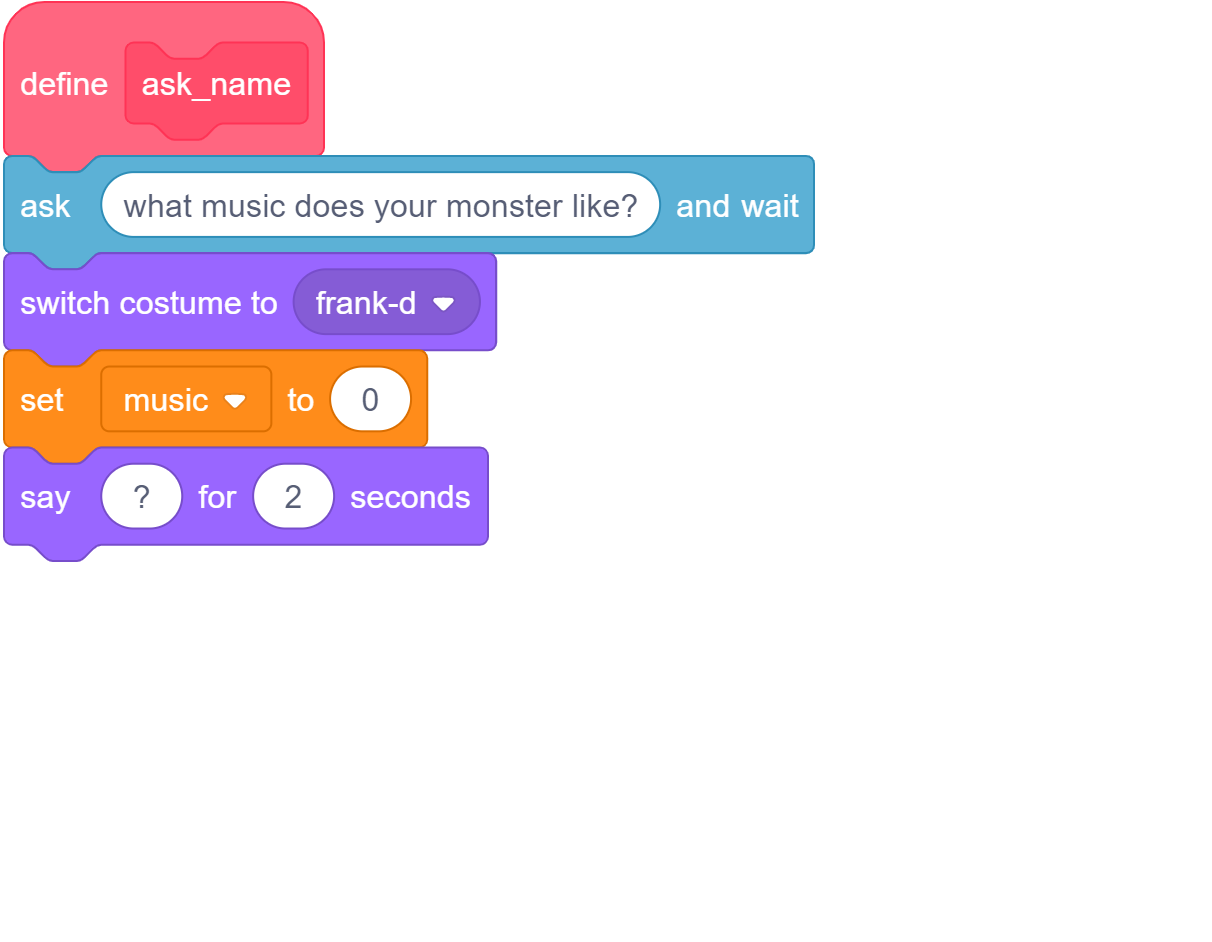 define ask_name
ask what music does your monster like? and wait
switch costume to frank-d
set music to 0
say ? for 2 seconds